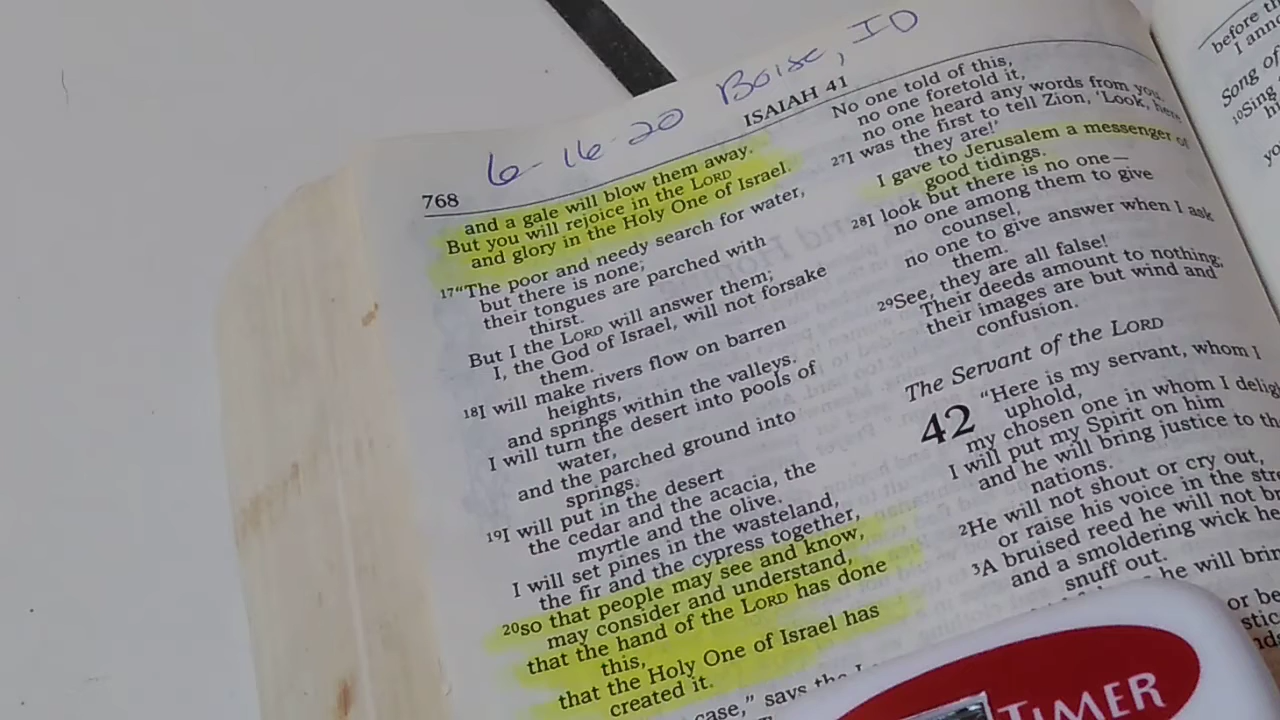 6-16-20 Boise, ID
768
ISAIAH 41
and a gale will blow them away.
But you will rejoice in the LORD
and glory in the Holy One of Israel.
17“The poor and needy search for water,
but there is none;
their tongues are parched with
thirst.
But I the LORD will answer them;
I, the God of Israel, will not forsake
them.
18I will make rivers flow on barren
heights,
and springs within the valleys.
I will turn the desert into pools of
water,
and the parched ground into
springs.
19I will put in the desert
the cedar and the acacia, the
myrtle and the olive.
I will set pines in the wasteland,
the fir and the cypress together,
20so that people may see and know,
may consider and understand,
that the hand of the LORD has done
this,
that the Holy One of Israel has
created it.
case,” says the
No one told of this,
no one foretold it,
no one heard any words from you.
27I was the first to tell Zion, ‘Look, here
they are!’
I gave to Jerusalem a messenger of
good tidings.
28I look but there is no one—
no one among them to give
counsel,
no one to give answer when I ask
them.
29See, they are all false!
Their deeds amount to nothing;
their images are but wind and
confusion.
The Servant of the LORD
42 “Here is my servant, whom I
uphold,
my chosen one in whom I
I will put my Spirit on him
and he will bring justice to
nations.
2He will not shout or cry out,
or raise his voice in the
3A bruised reed he will not
and a smoldering wick he
snuff out.
he will
before
Song of
10Sing
or
TIMER